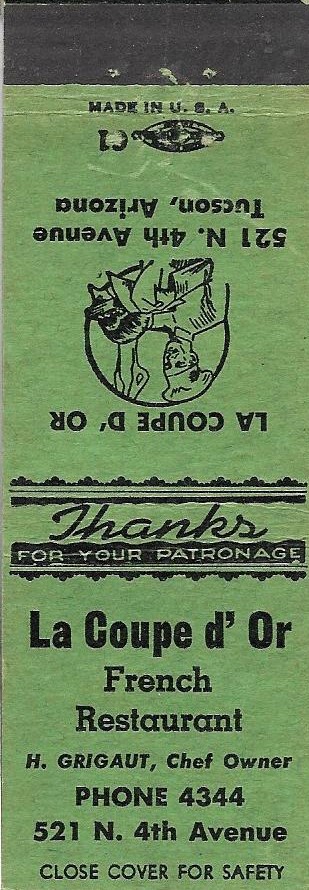 MADE IN U. S. A.
C1
521 N. 4th Avenue
Tucson, Arizona
LA COUPE D' OR
Thanks
FOR YOUR PATRONAGE
La Coupe d' Or
French
Restaurant
H. GRIGAUT, Chef Owner
PHONE 4344
521 N. 4th Avenue
CLOSE COVER FOR SAFETY